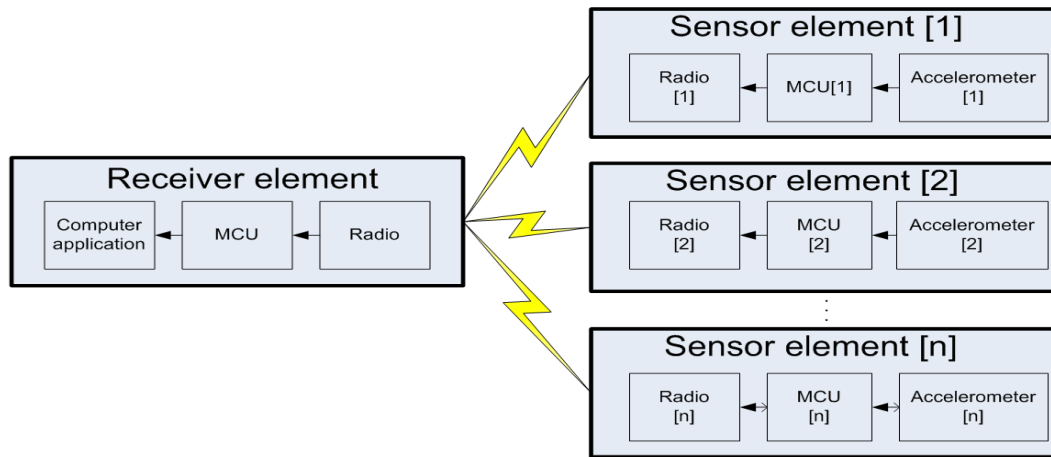 Sensor element [1]
Radio
[1]
MCU[1]
Accelerometer
[1]
Receiver element
Computer
application
MCU
Radio
Sensor element [2]
Radio
[2]
MCU
[2]
Accelerometer
[2]
Sensor element [n]
Radio
[n]
MCU
[n]
Accelerometer
[n]